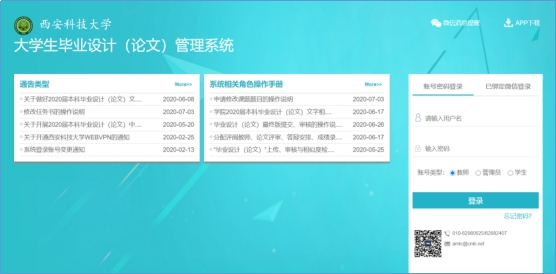 西安科技大学
微信消息提醒
APP下载
大学生毕业设计（论文）管理系统
通告类型
More>>
关于做好2020届本科毕业设计（论文）文....
2020-06-08
修改任务书的操作说明
2020-07-03
关于开展2020届本科毕业设计（论文）中....
2020-05-20
关于开通西安科技大学WEBVPN的通知
2020-02-26
系统登录账号变更通知
2020-02-13
系统相关角色操作手册
More>>
申请修改课题题目的操作说明
2020-07-03
学院2020届本科毕业设计（论文）文字相....
2020-06-17
毕业设计（论文）最终版提交、审核的操作说....
2020-06-26
分配评阅教师、论文评审、答辩安排、成绩录....
2020-06-17
“毕业设计（论文）”上传、审核与相似度检....
2020-05-25
账号密码登录
已绑定微信登录
请输入用户名
请输入密码
账号类型：
教师
管理员
学生
登录
忘记密码?